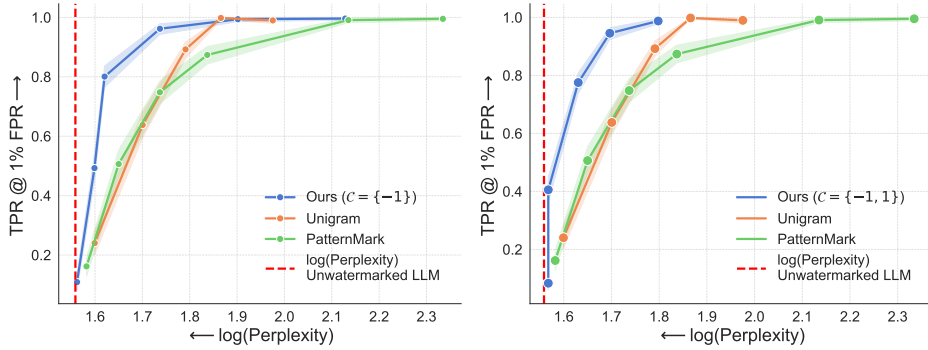 1.0
0.8
0.6
0.4
0.2
TPR @ 1% FPR ⟶
Ours (𝒞 = {−1})
Unigram
PatternMark
log(Perplexity)
Unwatermarked LLM
1.6 1.7 1.8 1.9 2.0 2.1 2.2 2.3
⟵ log(Perplexity)
1.0
0.8
0.6
0.4
0.2
TPR @ 1% FPR ⟶
Ours (𝒞 = {−1, 1})
Unigram
PatternMark
log(Perplexity)
Unwatermarked LLM
1.6 1.7 1.8 1.9 2.0 2.1 2.2 2.3
⟵ log(Perplexity)